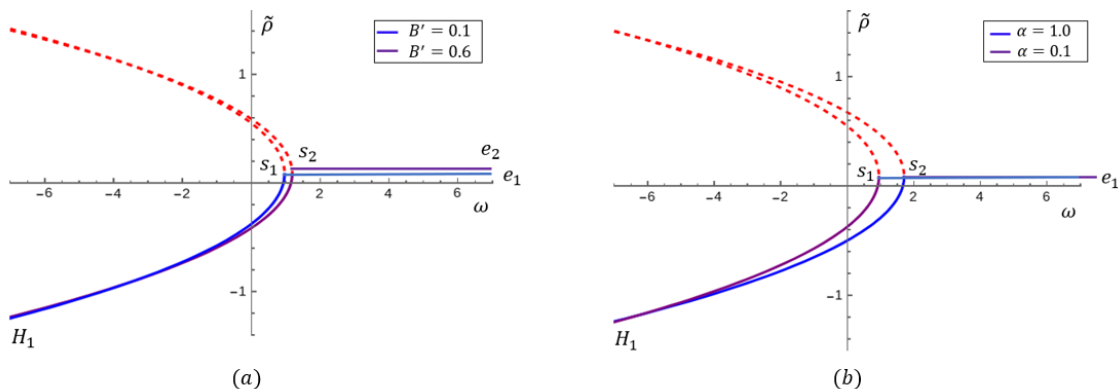 ρ̃
B′ = 0.1
B′ = 0.6
1
s₁ s₂
e₂
e₁
-6 -4 -2 2 4 6
ω
-1
H₁
(a)
ρ̃
α = 1.0
α = 0.1
1
s₁ s₂
e₁
-6 -4 -2 0 2 4 6
ω
-1
H₁
(b)